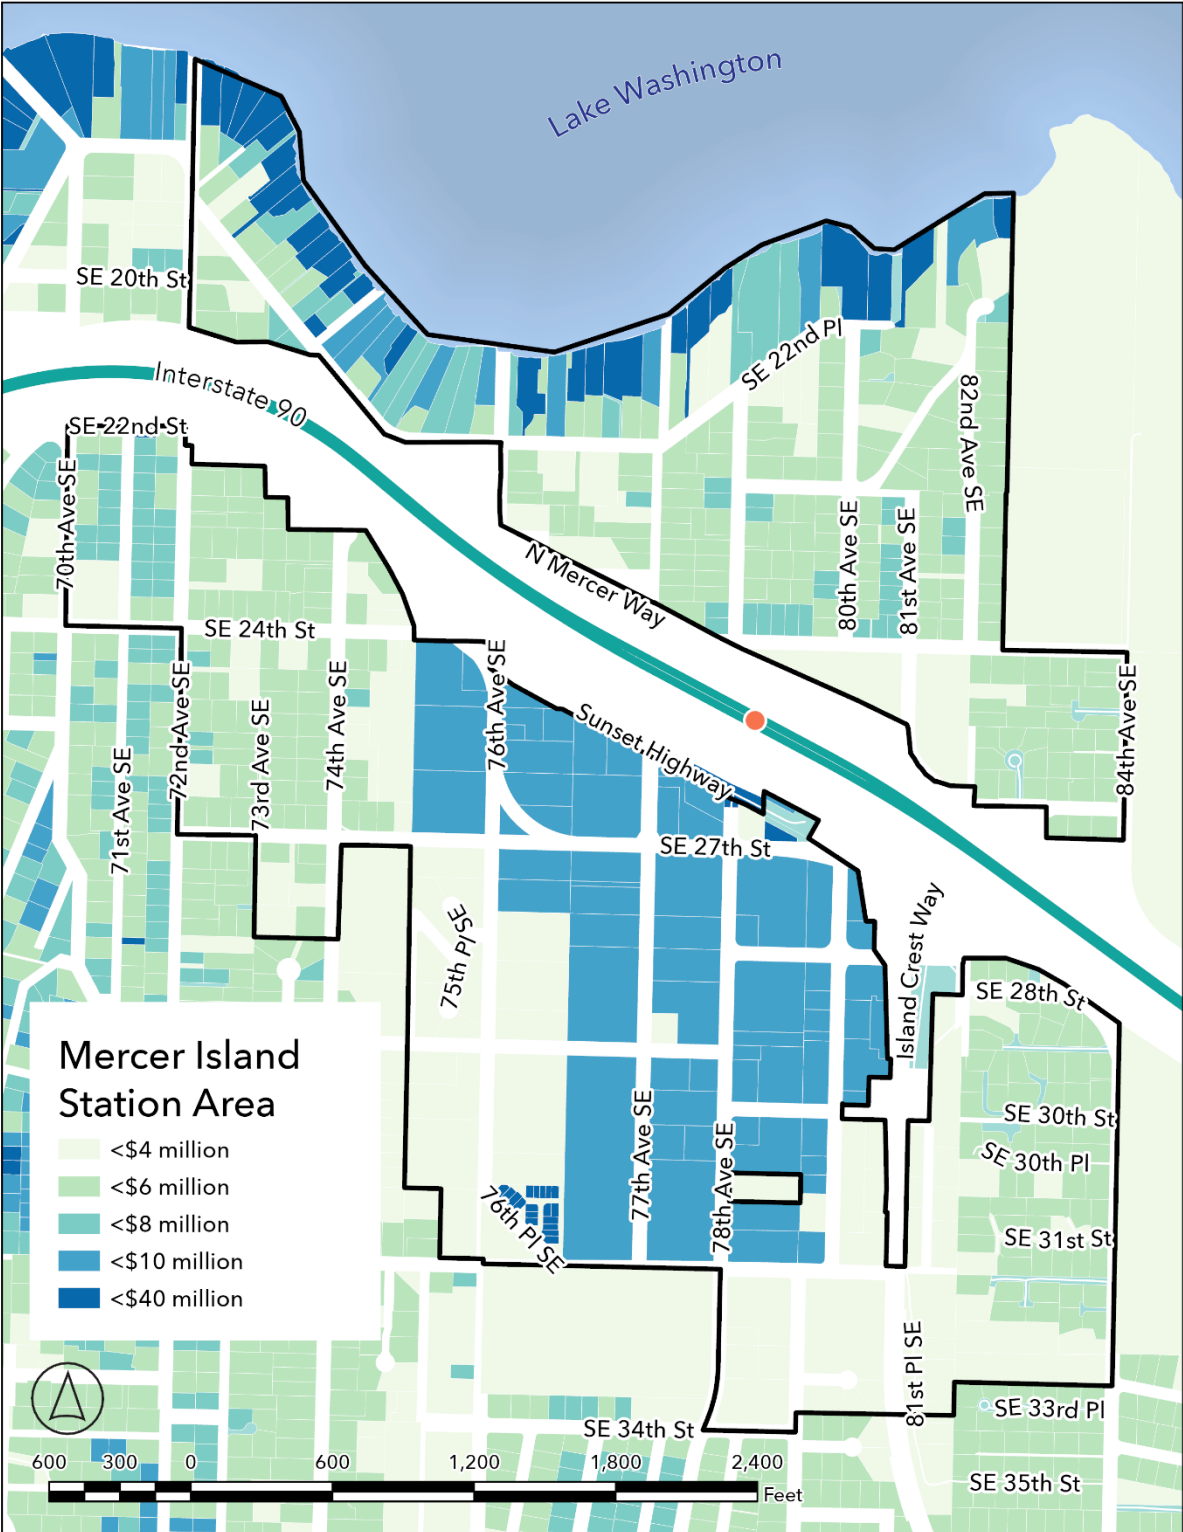 Lake Washington
SE 20th St
SE 22nd Pl
Interstate 90
82nd Ave SE
SE 22nd St
70th Ave SE
80th Ave SE
81st Ave SE
N Mercer Way
SE 24th St
76th Ave SE
72nd Ave SE
74th Ave SE
84th Ave SE
73rd Ave SE
Sunset Highway
71st Ave SE
SE 27th St
Island Crest Way
75th Pl SE
SE 28th St
Mercer Island
Station Area
<$4 million
<$6 million
<$8 million
<$10 million
<$40 million
77th Ave SE
78th Ave SE
SE 30th St
SE 30th Pl
76th Pl SE
SE 31st St
81st Pl SE
SE 33rd Pl
SE 34th St
SE 35th St
600 300 0 600 1,200 1,800 2,400
Feet